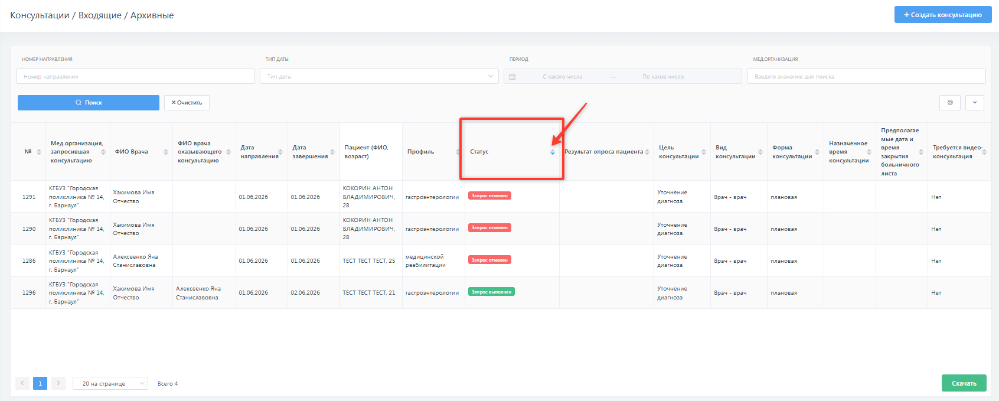 Консультации / Входящие / Архивные
+ Создать консультацию
НОМЕР НАПРАВЛЕНИЯ
ТИП ДАТЫ
ПЕРИОД
МЕД.ОРГАНИЗАЦИЯ
Номер направления
Тип даты
С какого числа — По какое число
Введите значение для поиска
Поиск
Очистить
№
Мед.организация,
запросившая
консультацию
ФИО Врача
ФИО врача
оказывающего
консультацию
Дата
направления
Дата
завершения
Пациент (ФИО,
возраст)
Профиль
Статус
Результат опроса пациента
Цель
консультации
Вид
консультации
Форма
консультации
Назначенное
время
консультации
Предполагае
мые дата и
время
закрытия
больничного
листа
Требуется видео-
консультация
1291
КГБУЗ "Городская
поликлиника № 14,
г. Барнаул"
Хакимова Имя
Отчество
01.06.2026
01.06.2026
КОКОРИН АНТОН
ВЛАДИМИРОВИЧ,
28
гастроэнтерологии
Запрос отменен
Уточнение
диагноза
Врач - врач
плановая
Нет
1290
КГБУЗ "Городская
поликлиника № 14,
г. Барнаул"
Хакимова Имя
Отчество
01.06.2026
01.06.2026
КОКОРИН АНТОН
ВЛАДИМИРОВИЧ,
28
гастроэнтерологии
Запрос отменен
Уточнение
диагноза
Врач - врач
плановая
Нет
1286
КГБУЗ "Городская
поликлиника № 14,
г. Барнаул"
Алексеенко Яна
Станиславовна
01.06.2026
01.06.2026
ТЕСТ ТЕСТ ТЕСТ, 25
медицинской
реабилитации
Запрос отменен
Уточнение
диагноза
Врач - врач
плановая
Нет
1296
КГБУЗ "Городская
поликлиника № 14,
г. Барнаул"
Хакимова Имя
Отчество
Алексеенко Яна
Станиславовна
01.06.2026
02.06.2026
ТЕСТ ТЕСТ ТЕСТ, 21
гастроэнтерологии
Запрос выполнен
Уточнение
диагноза
Врач - врач
плановая
Нет
1
20 на странице
Всего 4
Скачать